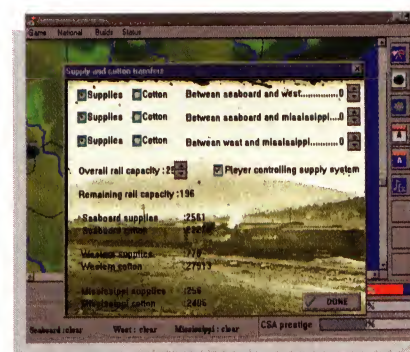 Game National Builds Status
Supply and cotton transfers
Supplies Cotton Between seaboard and west..............0
Supplies Cotton Between seaboard and mississippi....0
Supplies Cotton Between west and mississippi........0
Overall rail capacity : Player controlling supply system
Remaining rail capacity :196
Seaboard supplies :2561
Seaboard cotton
Western supplies
Western cotton :27913
Mississippi supplies :256
Mississippi cotton :2406
DONE
Seaboard :clear West : clear Mississippi : clear CSA prestige